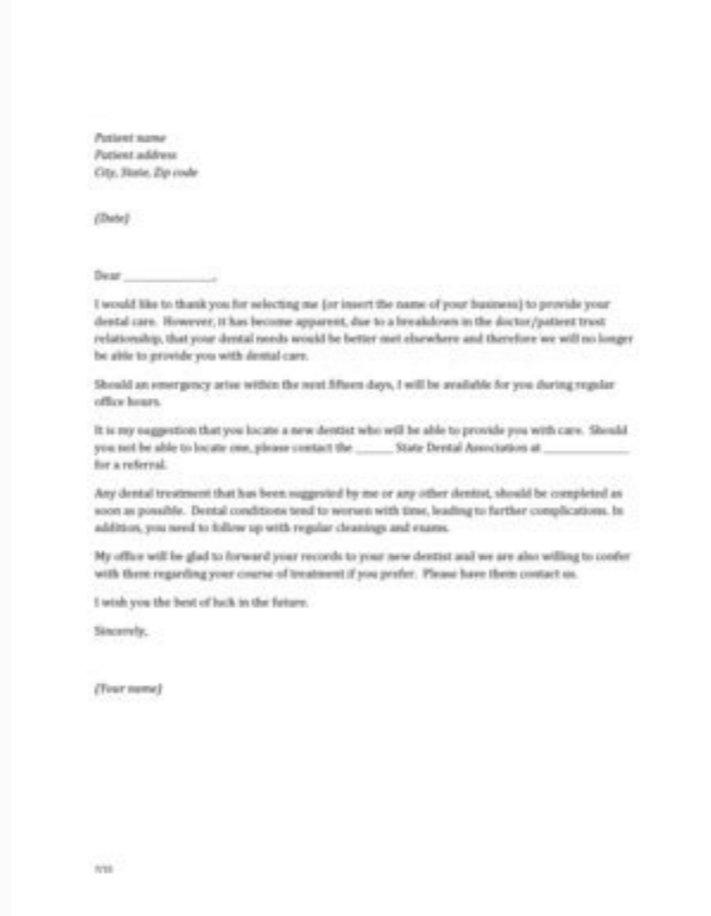 Patient name
Patient address
City, State, Zip code
(Date)
Dear ________________,
I would like to thank you for selecting me (or insert the name of your business) to provide your
dental care.  However, it has become apparent, due to a breakdown in the doctor/patient trust
relationship, that your dental needs would be better met elsewhere and therefore we will no longer
be able to provide you with dental care.
Should an emergency arise within the next fifteen days, I will be available for you during regular
office hours.
It is my suggestion that you locate a new dentist who will be able to provide you with care.  Should
you not be able to locate one, please contact the ______ State Dental Association at ______________
for a referral.
Any dental treatment that has been suggested by me or any other dentist, should be completed as
soon as possible.  Dental conditions tend to worsen with time, leading to further complications. In
addition, you need to follow up with regular cleanings and exams.
My office will be glad to forward your records to your new dentist and we are also willing to confer
with them regarding your course of treatment if you prefer.  Please have them contact us.
I wish you the best of luck in the future.
Sincerely,
(Your name)